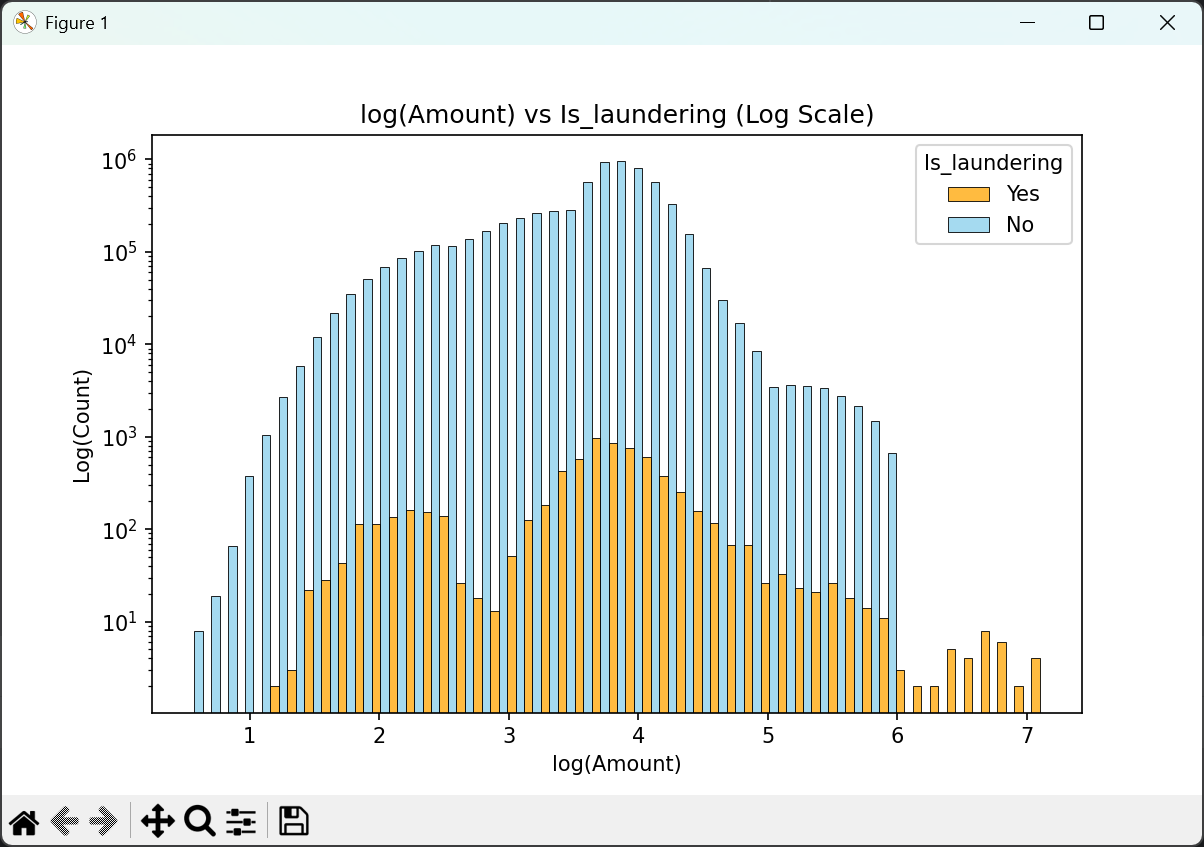 Figure 1
log(Amount) vs Is_laundering (Log Scale)
Is_laundering
Yes
No
10⁶
10⁵
10⁴
10³
10²
10¹
Log(Count)
1 2 3 4 5 6 7
log(Amount)